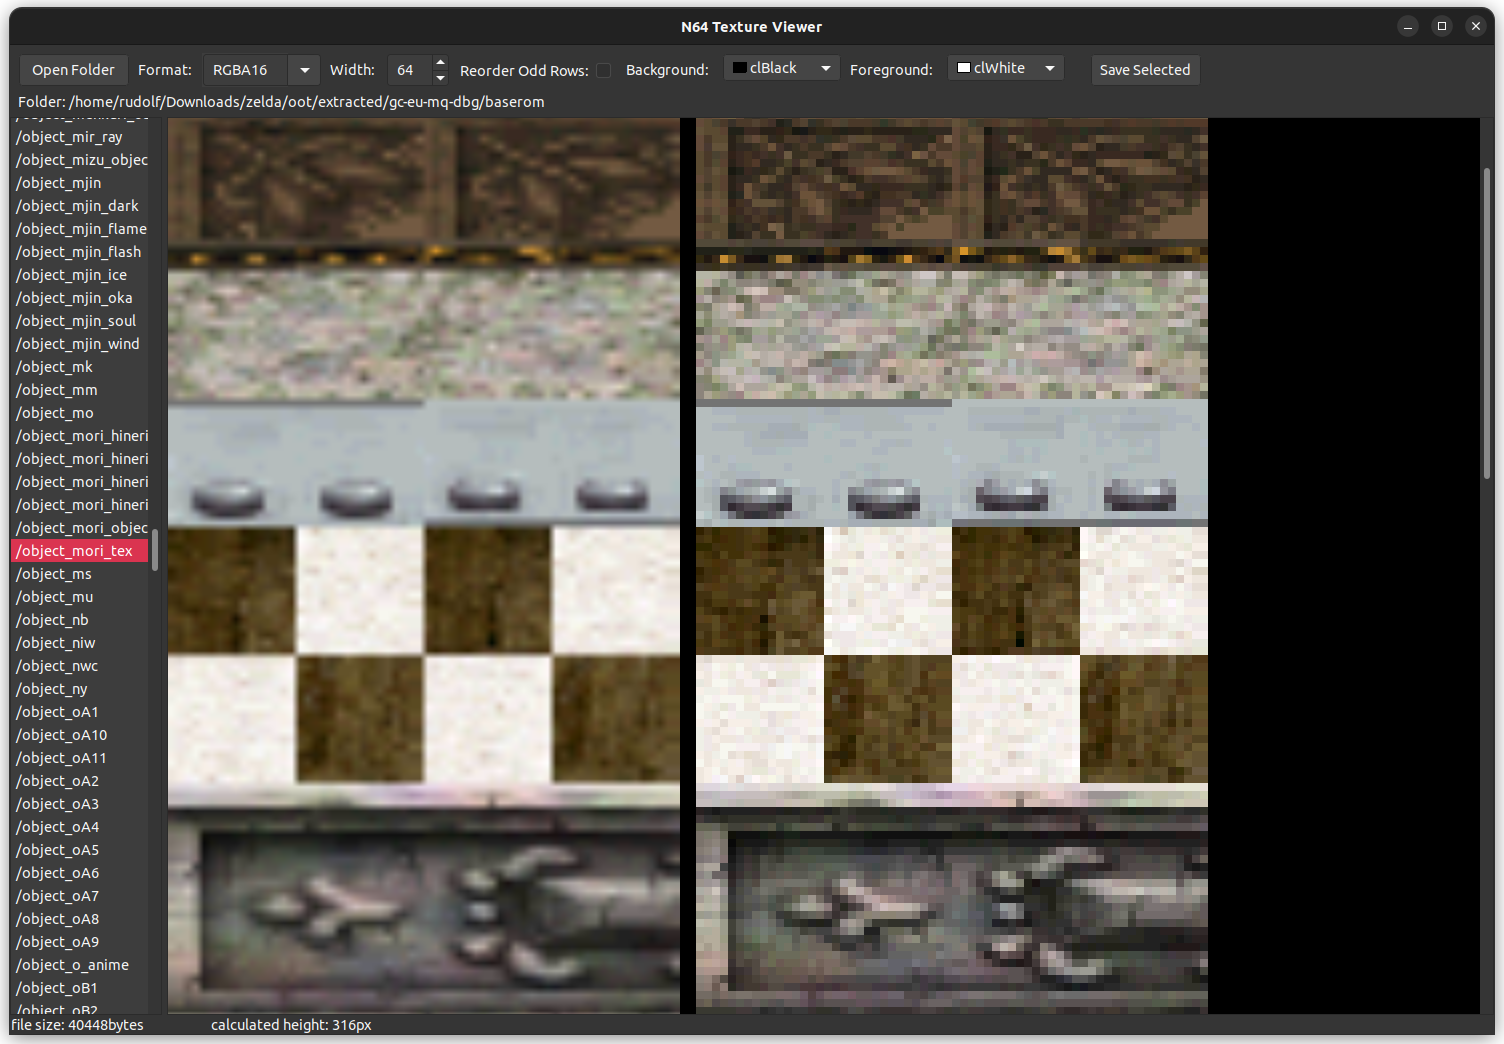 N64 Texture Viewer
Open Folder Format: RGBA16 Width: 64 Reorder Odd Rows: Background: clBlack Foreground: clWhite Save Selected
Folder: /home/rudolf/Downloads/zelda/oot/extracted/gc-eu-mq-dbg/baserom
/object_mir_ray
/object_mizu_objec
/object_mjin
/object_mjin_dark
/object_mjin_flame
/object_mjin_flash
/object_mjin_ice
/object_mjin_oka
/object_mjin_soul
/object_mjin_wind
/object_mk
/object_mm
/object_mo
/object_mori_hineri
/object_mori_hineri
/object_mori_hineri
/object_mori_hineri
/object_mori_objec
/object_mori_tex
/object_ms
/object_mu
/object_nb
/object_niw
/object_nwc
/object_ny
/object_oA1
/object_oA10
/object_oA11
/object_oA2
/object_oA3
/object_oA4
/object_oA5
/object_oA6
/object_oA7
/object_oA8
/object_oA9
/object_o_anime
/object_oB1
/object_oB2
file size: 40448bytes calculated height: 316px